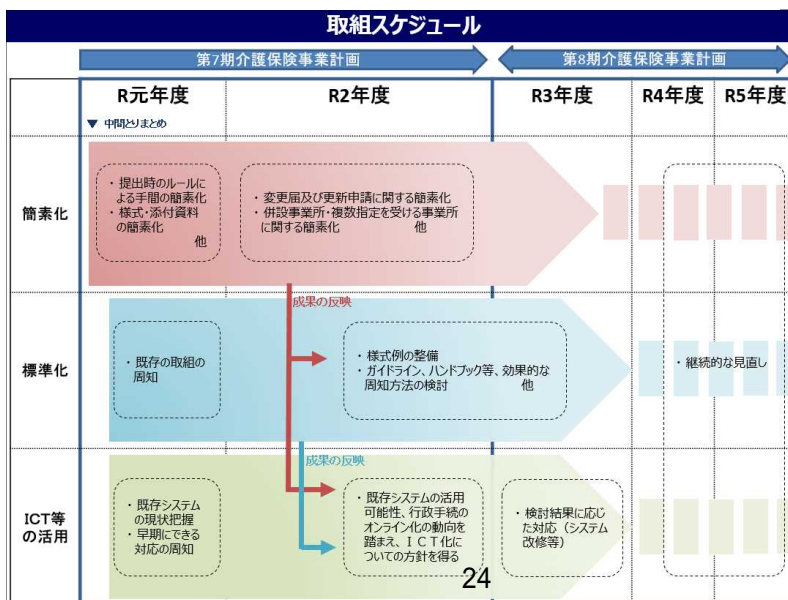 取組スケジュール
第7期介護保険事業計画
第8期介護保険事業計画
R元年度
R2年度
R3年度
R4年度
R5年度
▼ 中間とりまとめ
簡素化
・提出時のルールに
よる手間の簡素化
・様式・添付資料
の簡素化
他
・変更届及び更新申請に関する簡素化
・併設事業所・複数指定を受ける事業所
に関する簡素化 他
成果の反映
標準化
・既存の取組の
周知
・様式例の整備
・ガイドライン、ハンドブック等、効果的な
周知方法の検討 他
・継続的な見直し
成果の反映
ICT等
の活用
・既存システム
の現状把握
・早期にできる
対応の周知
・既存システムの活用
可能性、行政手続の
オンライン化の動向を
踏まえ、ＩＣＴ化に
ついての方針を得る
・検討結果に応じ
た対応（システム
改修等）
24